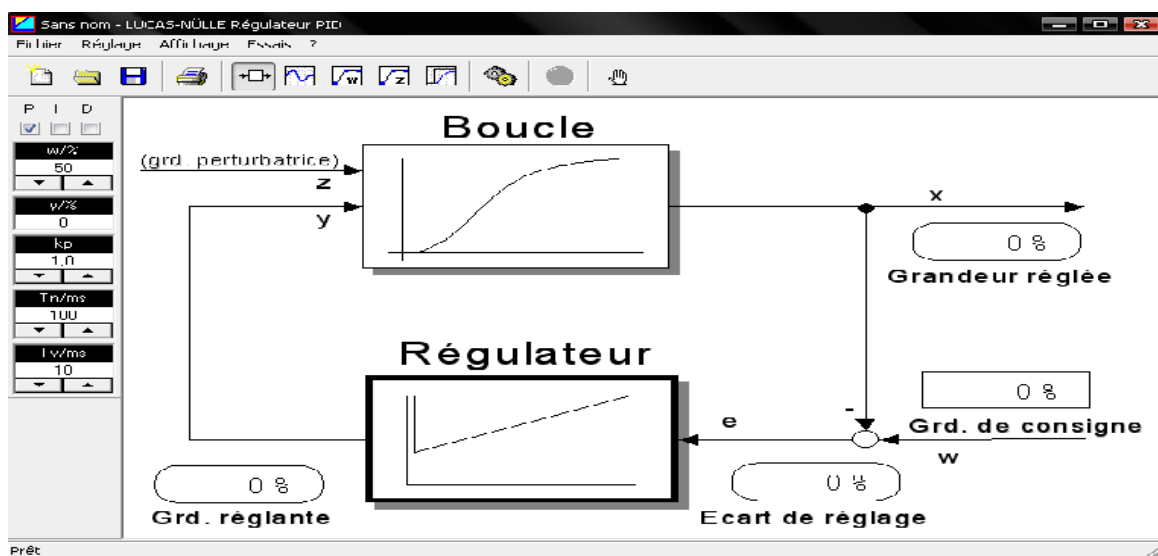 Sans nom - LUCAS-NÜLLE Régulateur PID
Fichier Réglage Affichage Essais ?
P I D
w/%
50
y/%
0
kp
1,0
Tn/ms
100
Tv/ms
10
Boucle
(grd. perturbatrice)
z
y
x
0 %
Grandeur réglée
Régulateur
0 %
-
Grd. de consigne
e
w
0 %
Ecart de réglage
0 %
Grd. réglante
Prêt